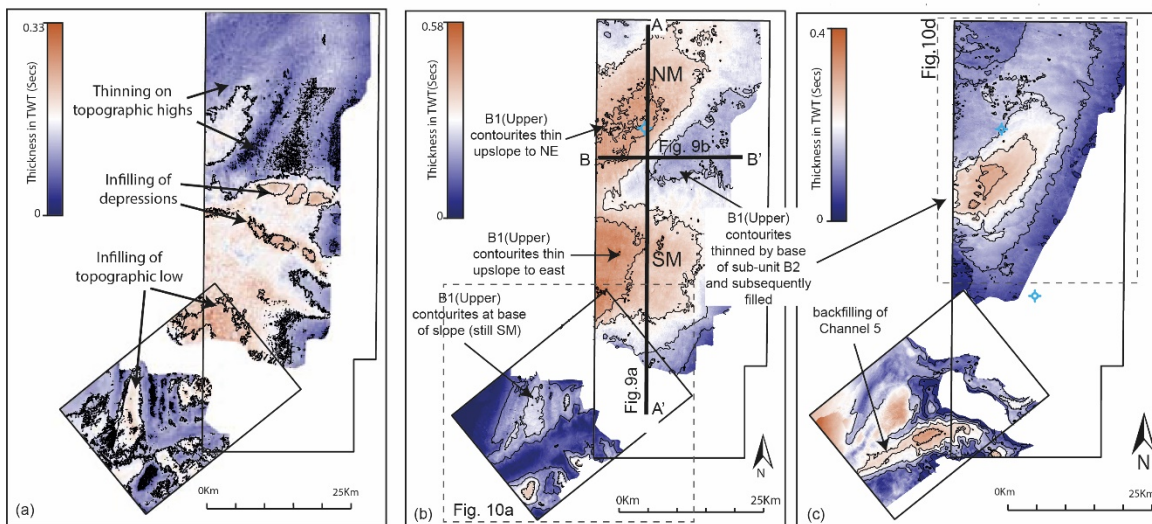 0.33
Thickness in TWT(Secs)
0
Thinning on
topographic highs
Infilling of
depressions
Infilling of
topographic low
(a)
0Km
25Km
0.58
Thickness in TWT (Secs)
0
A
NM
B1(Upper)
contourites thin
upslope to NE
Fig. 9b
B
B'
B1(Upper)
contourites
thinned by base
of sub-unit B2
and subsequently
filled
B1(Upper)
contourites thin
upslope to east
SM
B1(Upper)
contourites at base
of slope (still SM)
Fig.9a
A'
N
(b)
Fig. 10a
0Km
25Km
0.4
Thickness in TWT (Secs)
0
Fig.10d
backfilling of
Channel 5
N
(c)
0Km
25Km